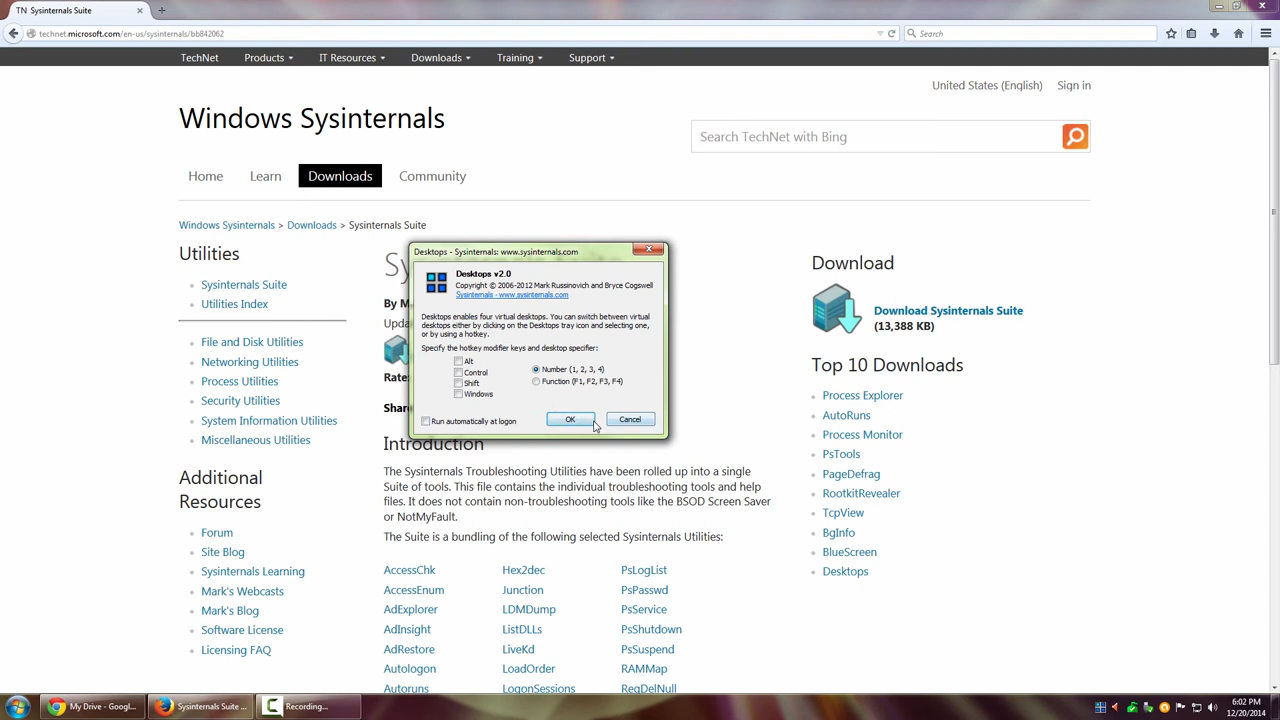 TN Sysinternals Suite
technet.microsoft.com/en-us/sysinternals/bb842062
Search
TechNet Products IT Resources Downloads Training Support
United States (English) Sign in
Windows Sysinternals
Search TechNet with Bing
Home Learn Downloads Community
Windows Sysinternals > Downloads > Sysinternals Suite
Utilities
Sysinternals Suite
Utilities Index
File and Disk Utilities
Networking Utilities
Process Utilities
Security Utilities
System Information Utilities
Miscellaneous Utilities
Additional
Resources
Forum
Site Blog
Sysinternals Learning
Mark's Webcasts
Mark's Blog
Software License
Licensing FAQ
Sy
By M
Upda
Rate
Share
Desktops - Sysinternals: www.sysinternals.com
Desktops v2.0
Copyright © 2006-2012 Mark Russinovich and Bryce Cogswell
Sysinternals - www.sysinternals.com
Desktops enables four virtual desktops. You can switch between virtual
desktops either by clicking on the Desktops tray icon and selecting one,
or by using a hotkey.
Specify the hotkey modifier keys and desktop specifier:
Alt
Control
Shift
Windows
Number (1, 2, 3, 4)
Function (F1, F2, F3, F4)
Run automatically at logon
OK
Cancel
Introduction
The Sysinternals Troubleshooting Utilities have been rolled up into a single
Suite of tools. This file contains the individual troubleshooting tools and help
files. It does not contain non-troubleshooting tools like the BSOD Screen Saver
or NotMyFault.
The Suite is a bundling of the following selected Sysinternals Utilities:
AccessChk Hex2dec PsLogList
AccessEnum Junction PsPasswd
AdExplorer LDMDump PsService
AdInsight ListDLLs PsShutdown
AdRestore LiveKd PsSuspend
Autologon LoadOrder RAMMap
Autoruns LogonSessions RegDelNull
Download
Download Sysinternals Suite
(13,388 KB)
Top 10 Downloads
Process Explorer
AutoRuns
Process Monitor
PsTools
PageDefrag
RootkitRevealer
TcpView
BgInfo
BlueScreen
Desktops
My Drive - Googl...
Sysinternals Suite ...
Recording...
6:02 PM
12/20/2014